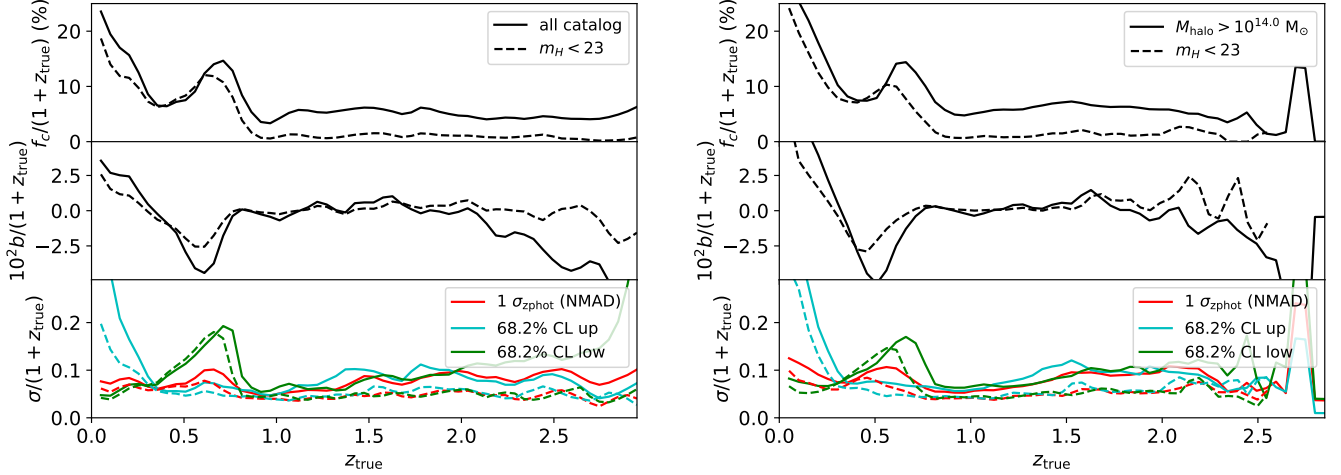 f_c/(1 + z_true) (%)
20
10
0
all catalog
m_H < 23
10^2b/(1 + z_true)
2.5
0.0
−2.5
σ/(1 + z_true)
0.2
0.1
0.0
1 σ_zphot (NMAD)
68.2% CL up
68.2% CL low
0.0 0.5 1.0 1.5 2.0 2.5
z_true
f_c/(1 + z_true) (%)
20
10
0
M_halo > 10^14.0 M_⊙
m_H < 23
10^2b/(1 + z_true)
2.5
0.0
−2.5
σ/(1 + z_true)
0.2
0.1
0.0
1 σ_zphot (NMAD)
68.2% CL up
68.2% CL low
0.0 0.5 1.0 1.5 2.0 2.5
z_true